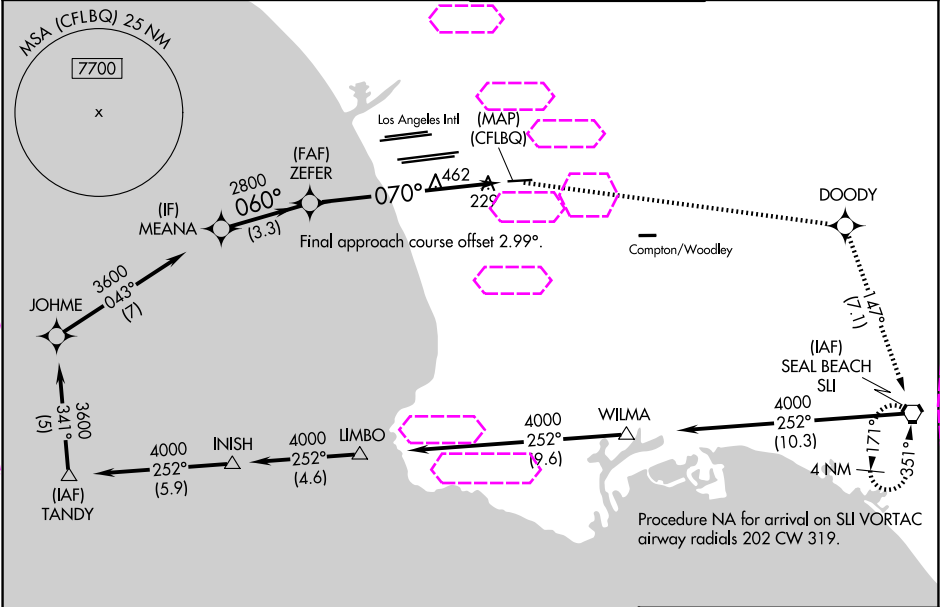 MSA (CFLBQ) 25 NM
7700
x
Los Angeles Intl
(MAP)
(CFLBQ)
(FAF)
ZEFER
462
229
070°
2800
060°
(3.3)
(IF)
MEANA
Final approach course offset 2.99°.
Compton/Woodley
DOODY
3600
043°
(7)
JOHME
147°
(7.1)
(IAF)
SEAL BEACH
SLI
3600
341°
(5)
4000
252°
(5.9)
INISH
4000
252°
(4.6)
LIMBO
4000
252°
(9.6)
WILMA
4000
252°
(10.3)
171°
351°
4 NM
(IAF)
TANDY
Procedure NA for arrival on SLI VORTAC
airway radials 202 CW 319.